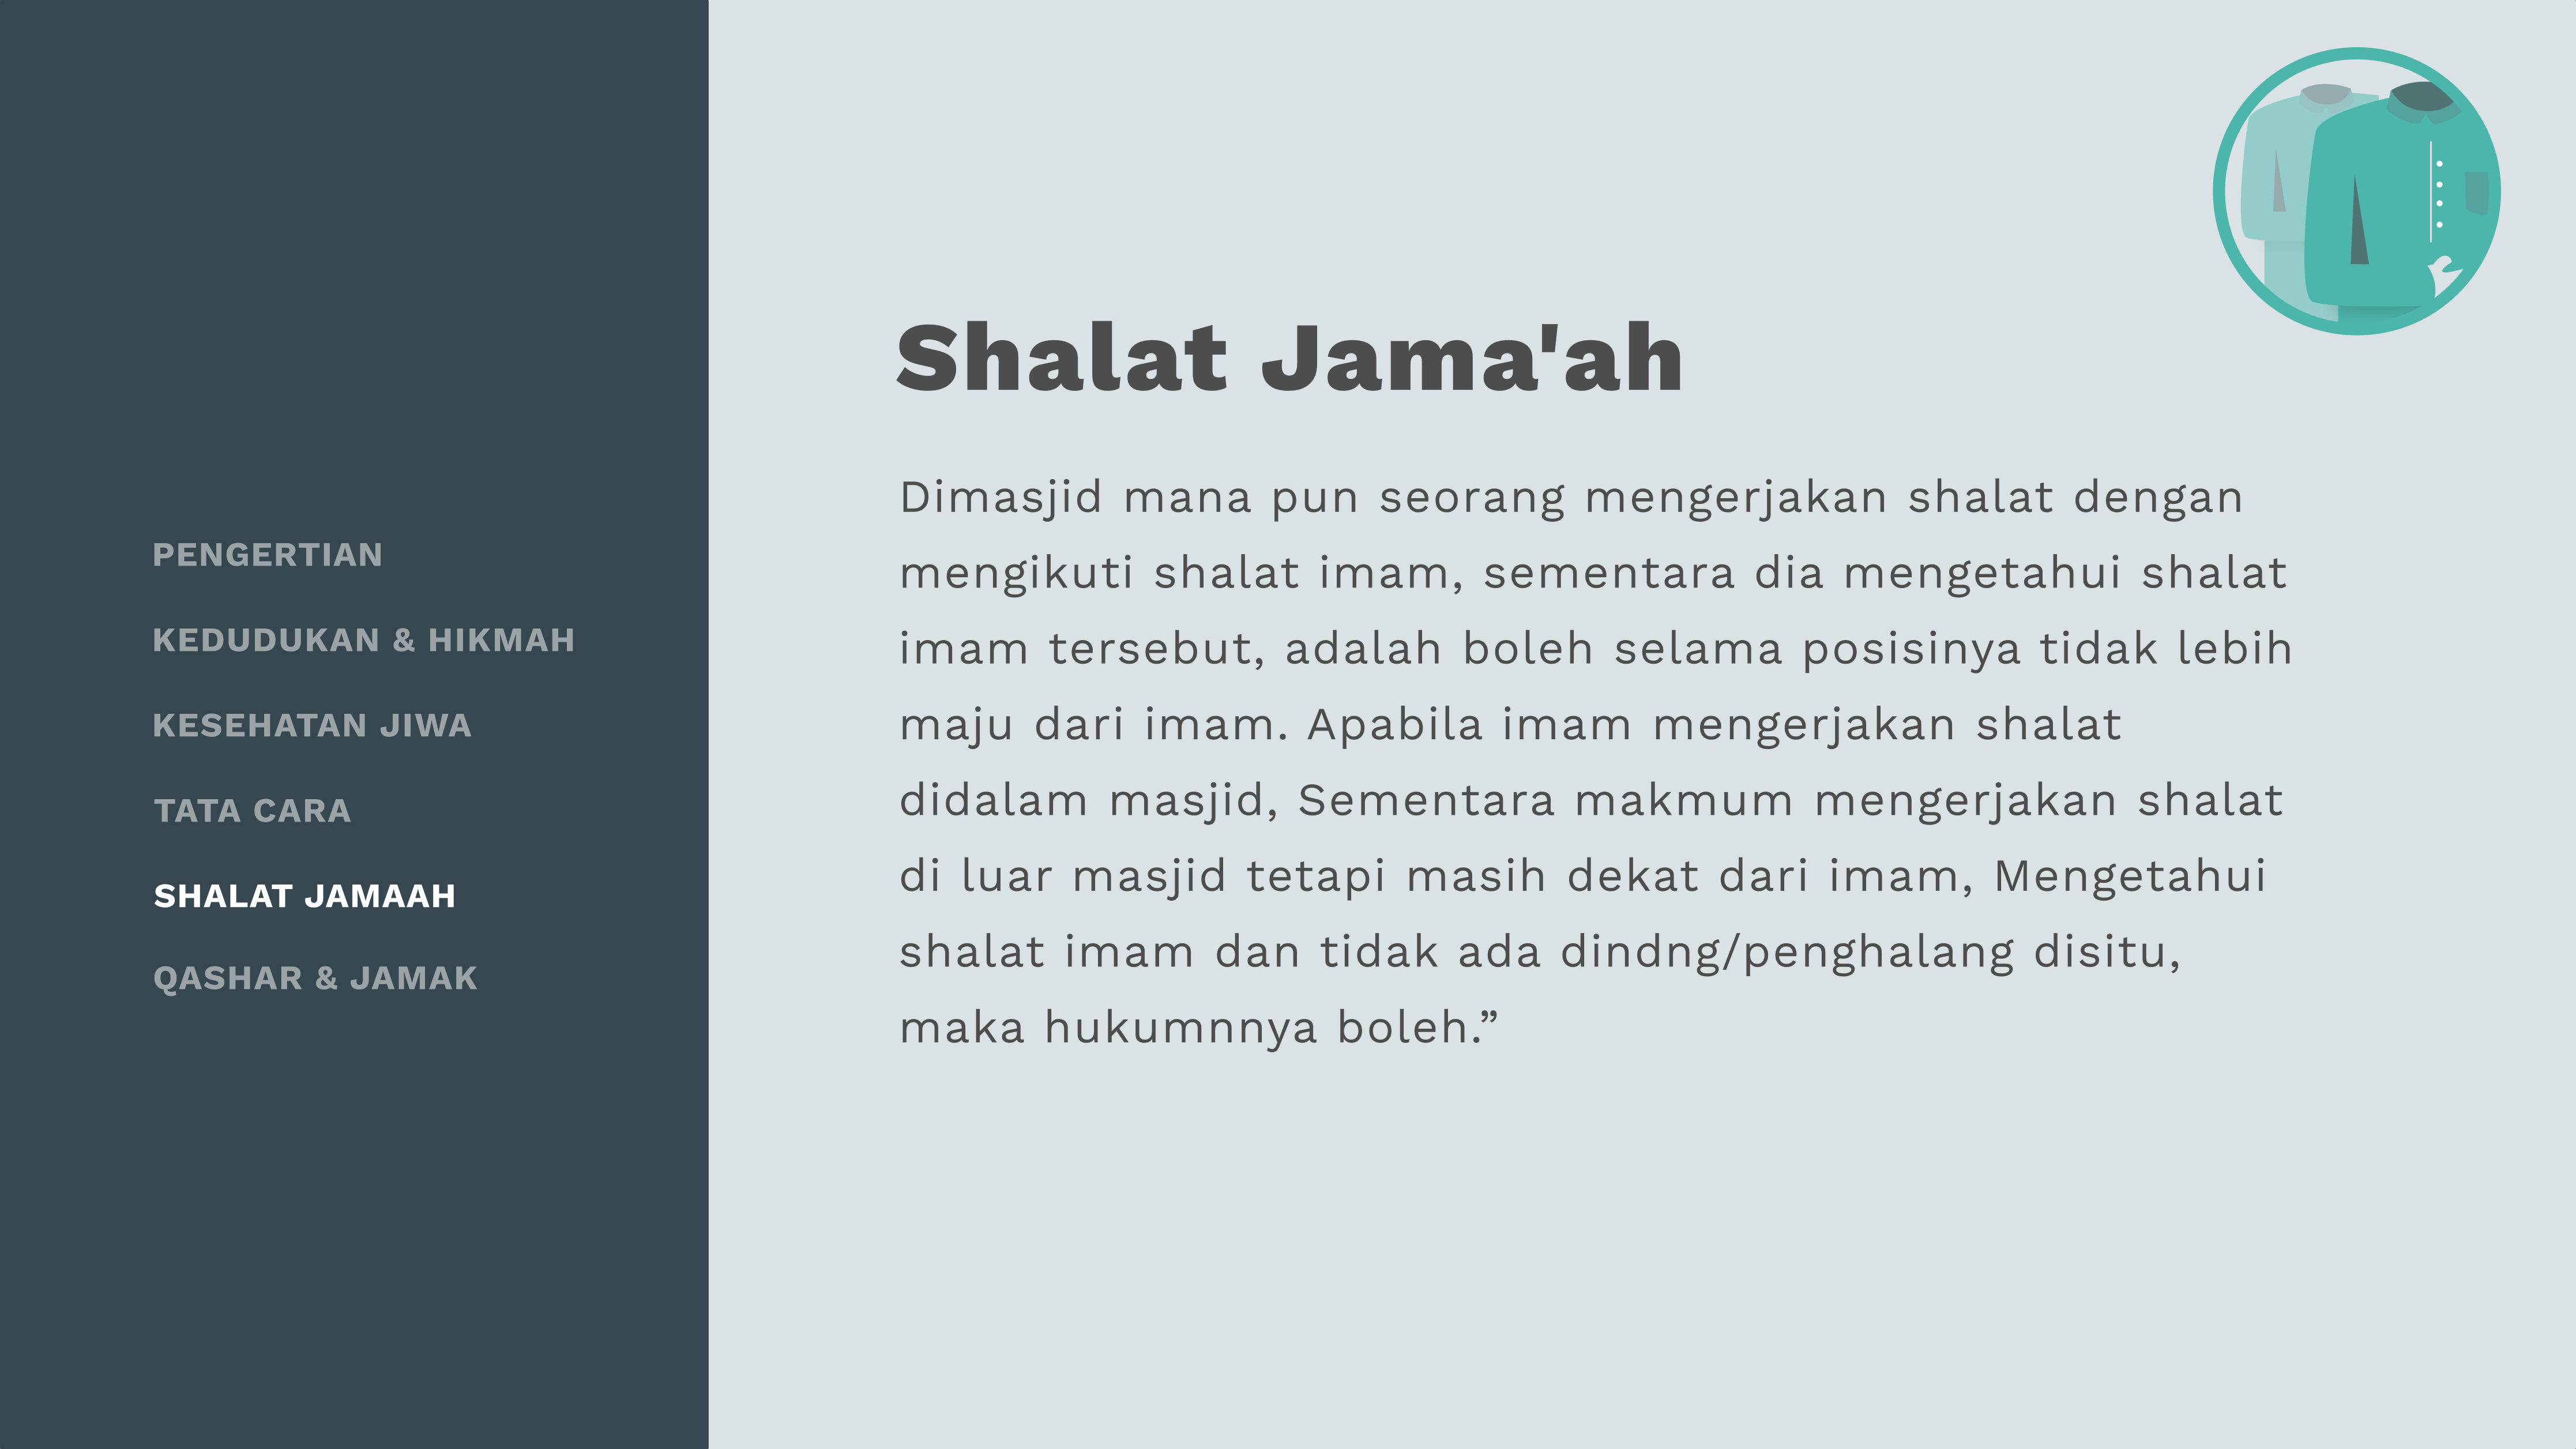 PENGERTIAN
KEDUDUKAN & HIKMAH
KESEHATAN JIWA
TATA CARA
SHALAT JAMAAH
QASHAR & JAMAK
Shalat Jama'ah
Dimasjid mana pun seorang mengerjakan shalat dengan
mengikuti shalat imam, sementara dia mengetahui shalat
imam tersebut, adalah boleh selama posisinya tidak lebih
maju dari imam. Apabila imam mengerjakan shalat
didalam masjid, Sementara makmum mengerjakan shalat
di luar masjid tetapi masih dekat dari imam, Mengetahui
shalat imam dan tidak ada dindng/penghalang disitu,
maka hukumnnya boleh.”